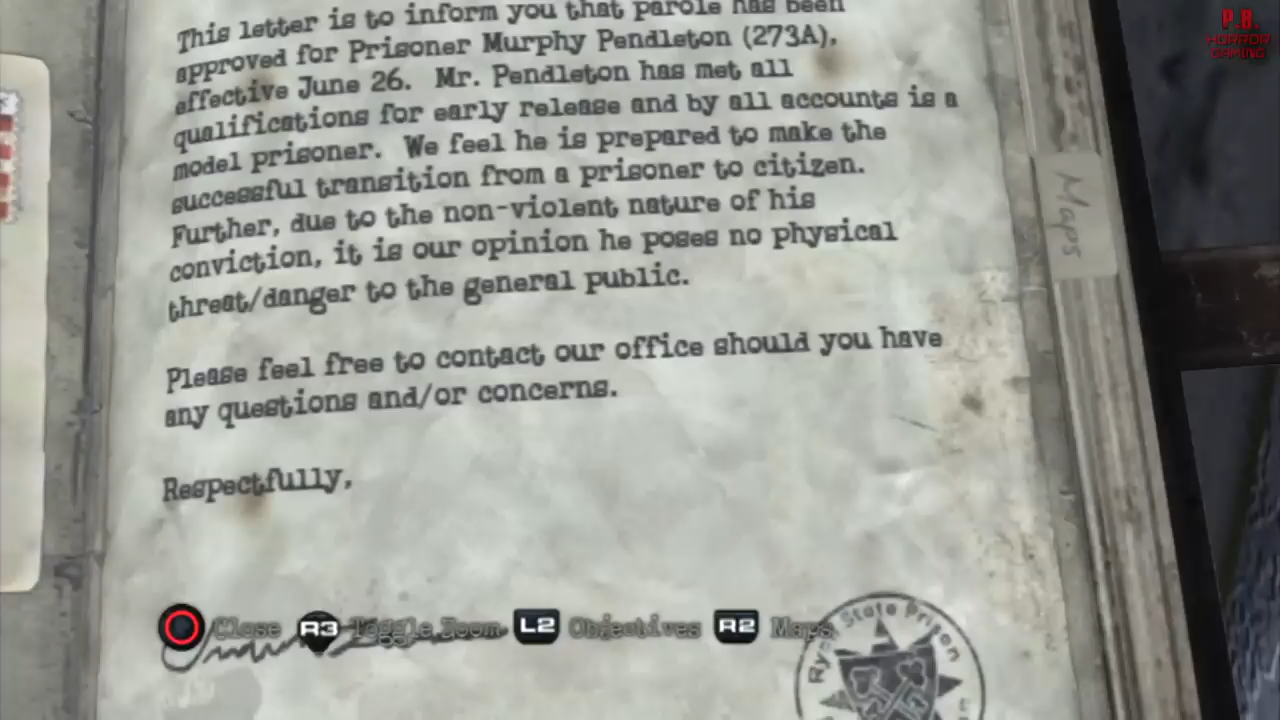 This letter is to inform you that parole has been
approved for Prisoner Murphy Pendleton (273A),
effective June 26. Mr. Pendleton has met all
qualifications for early release and by all accounts is a
model prisoner. We feel he is prepared to make the
successful transition from a prisoner to citizen.
Further, due to the non-violent nature of his
conviction, it is our opinion he poses no physical
threat/danger to the general public.
Please feel free to contact our office should you have
any questions and/or concerns.
Respectfully,
Close R3 Toggle Zoom L2 Objectives R2 Maps
Ryall State Prison
Maps
P.B.
HORROR
GAMING